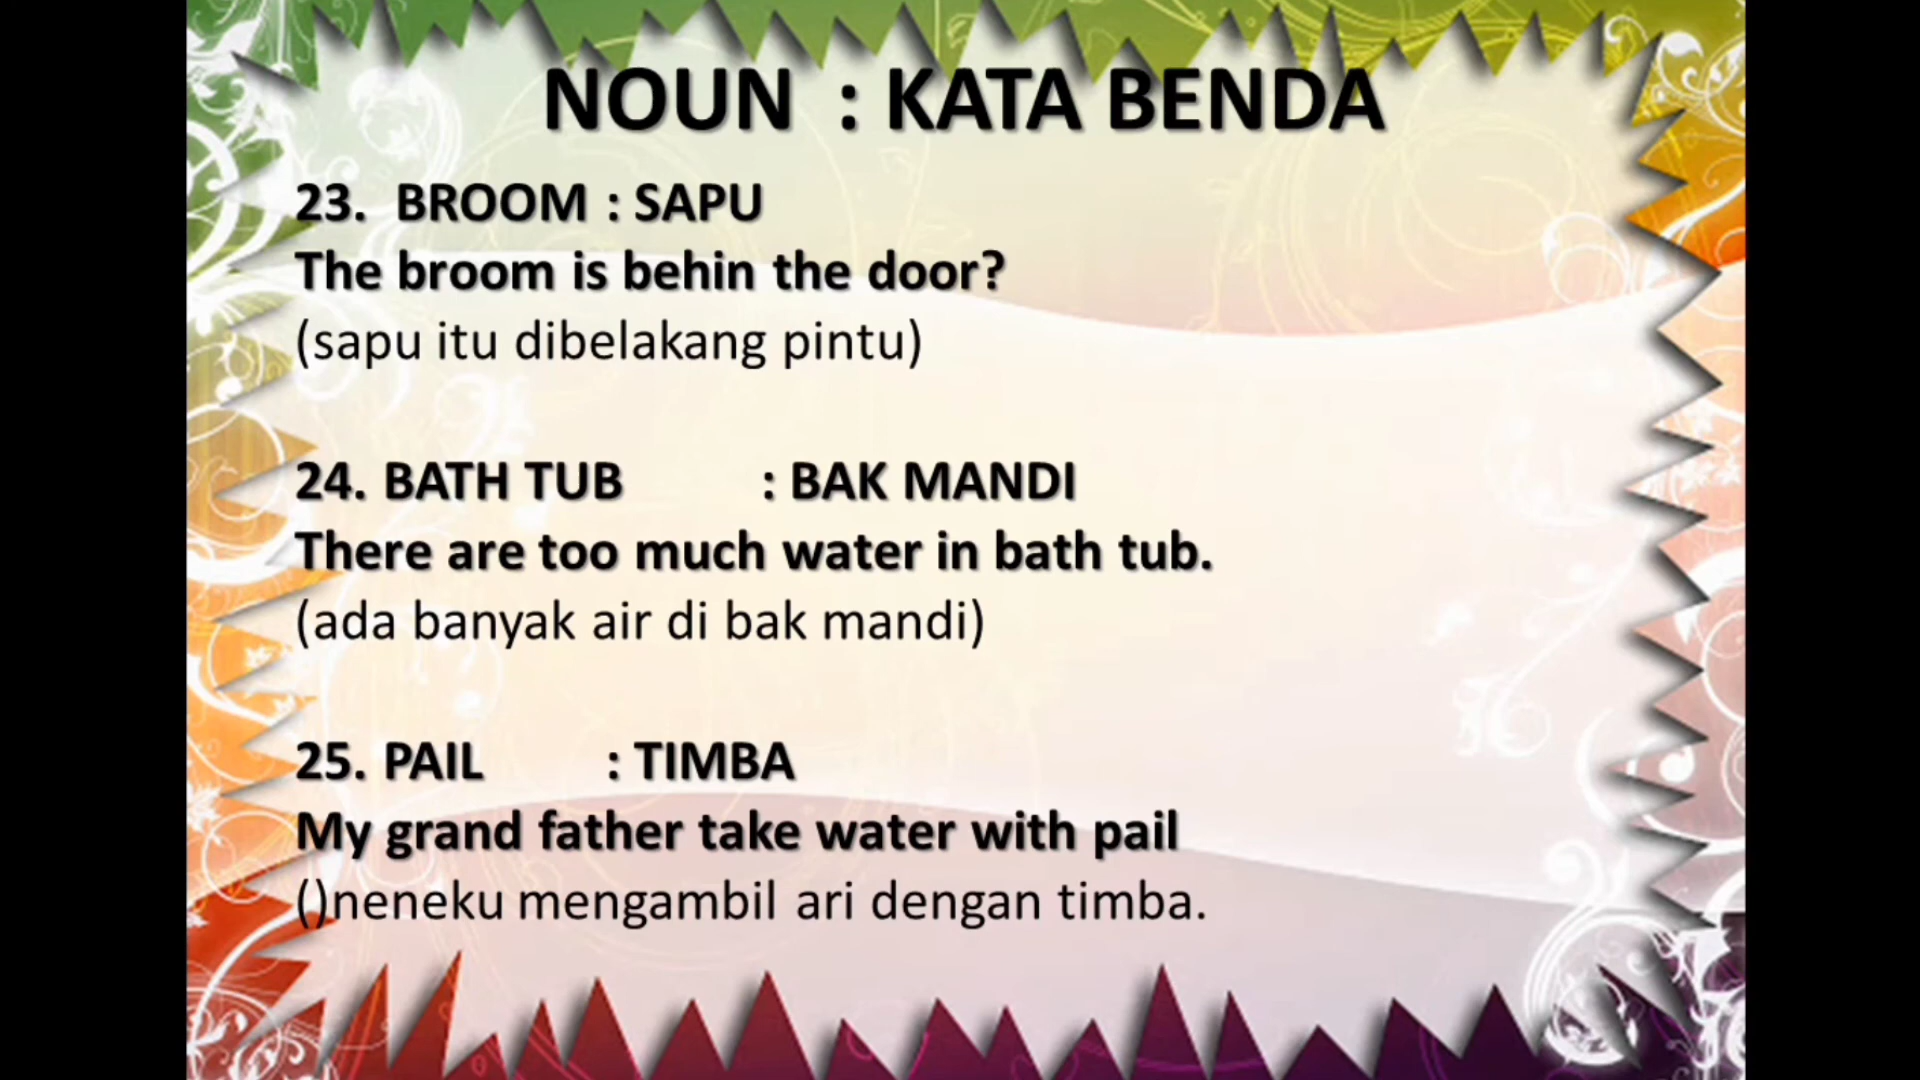 NOUN : KATA BENDA
23. BROOM : SAPU
The broom is behin the door?
(sapu itu dibelakang pintu)
24. BATH TUB : BAK MANDI
There are too much water in bath tub.
(ada banyak air di bak mandi)
25. PAIL : TIMBA
My grand father take water with pail
()neneku mengambil ari dengan timba.